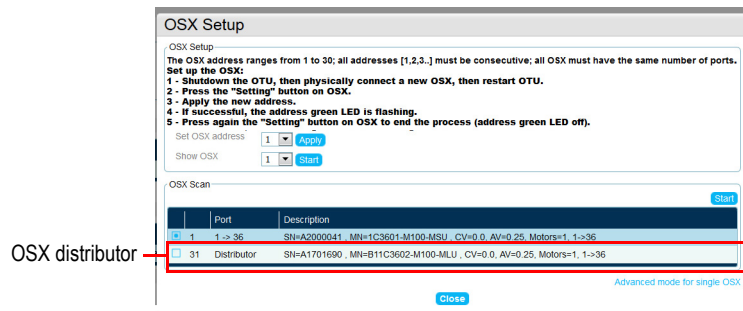 OSX Setup
OSX Setup
The OSX address ranges from 1 to 30; all addresses [1,2,3..] must be consecutive; all OSX must have the same number of ports.
Set up the OSX:
1 - Shutdown the OTU, then physically connect a new OSX, then restart OTU.
2 - Press the "Setting" button on OSX.
3 - Apply the new address.
4 - If successful, the address green LED is flashing.
5 - Press again the "Setting" button on OSX to end the process (address green LED off).
Set OSX address 1 Apply
Show OSX 1 Start
OSX Scan
Start
Port Description
1 1 -> 36 SN=A2000041 , MN=1C3601-M100-MSU , CV=0.0, AV=0.25, Motors=1, 1->36
OSX distributor 31 Distributor SN=A1701690 , MN=B11C3602-M100-MLU , CV=0.0, AV=0.25, Motors=1, 1->36
Advanced mode for single OSX
Close